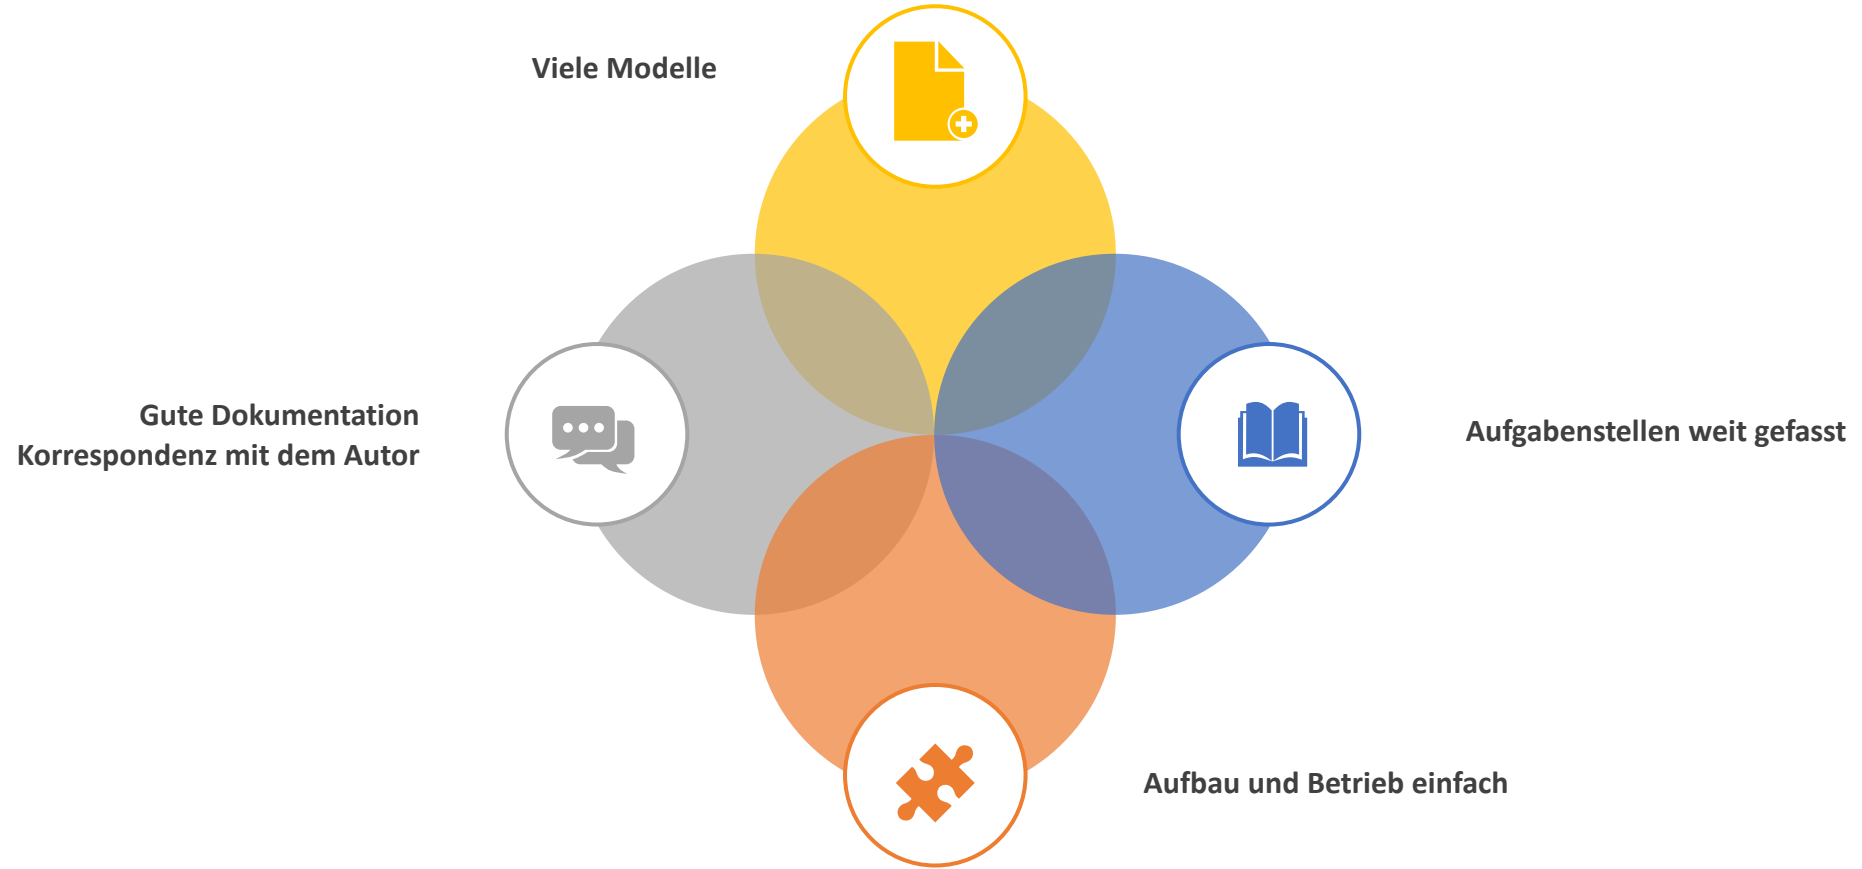 Viele Modelle
Gute Dokumentation
Korrespondenz mit dem Autor
Aufgabenstellen weit gefasst
Aufbau und Betrieb einfach